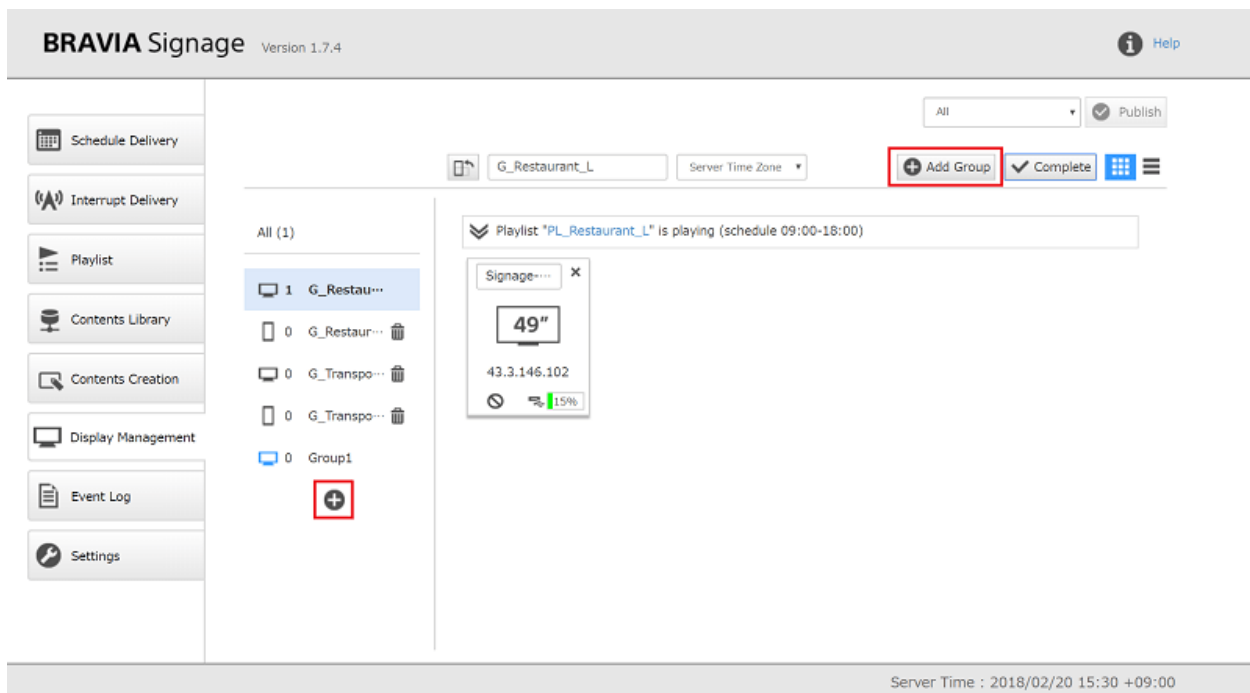 BRAVIA Signage Version 1.7.4
Help
All
Publish
Schedule Delivery
G_Restaurant_L
Server Time Zone
Add Group
Complete
Interrupt Delivery
All (1)
Playlist "PL_Restaurant_L" is playing (schedule 09:00-18:00)
Playlist
Signage-···
1 G_Restau···
49”
Contents Library
0 G_Restaur···
43.3.146.102
Contents Creation
0 G_Transpo···
15%
0 G_Transpo···
Display Management
0 Group1
Event Log
Settings
Server Time : 2018/02/20 15:30 +09:00